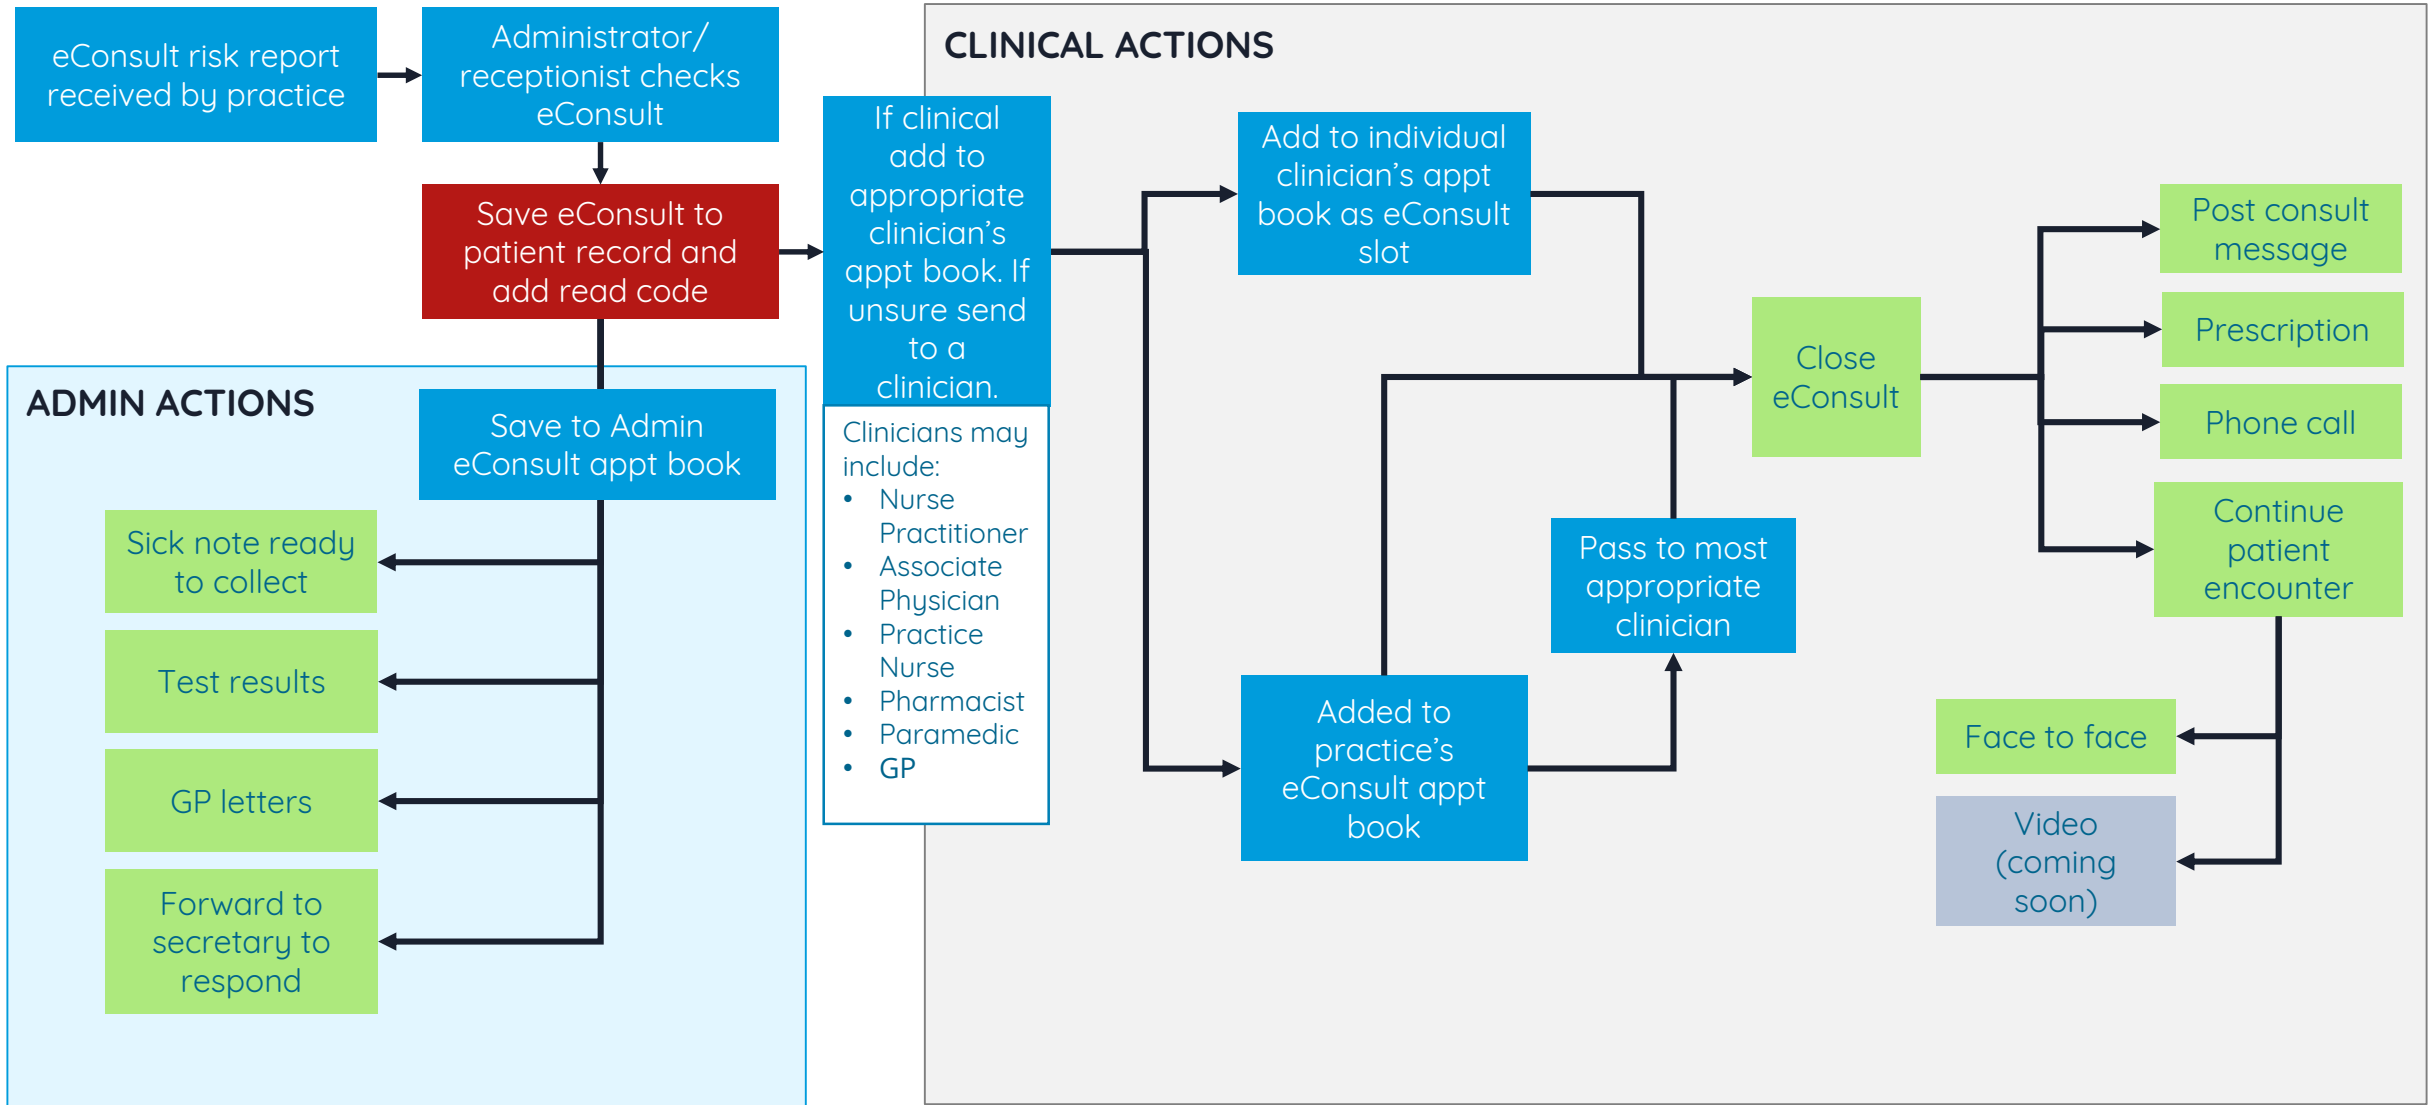 eConsult risk report
received by practice
Administrator/
receptionist checks
eConsult
Save eConsult to
patient record and
add read code
ADMIN ACTIONS
Save to Admin
eConsult appt book
Sick note ready
to collect
Test results
GP letters
Forward to
secretary to
respond
If clinical
add to
appropriate
clinician’s
appt book. If
unsure send
to a
clinician.
Clinicians may
include:
• Nurse
Practitioner
• Associate
Physician
• Practice
Nurse
• Pharmacist
• Paramedic
• GP
CLINICAL ACTIONS
Add to individual
clinician’s appt
book as eConsult
slot
Added to
practice’s
eConsult appt
book
Pass to most
appropriate
clinician
Close
eConsult
Post consult
message
Prescription
Phone call
Continue
patient
encounter
Face to face
Video
(coming
soon)